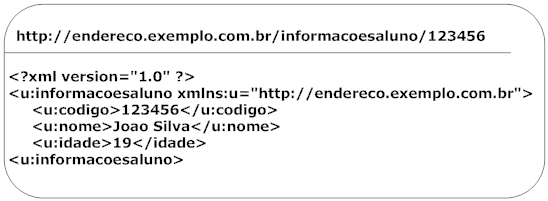 http://endereco.exemplo.com.br/informacoesaluno/123456
<?xml version="1.0" ?>
<u:informacoesaluno xmlns:u="http://endereco.exemplo.com.br">
<u:codigo>123456</u:codigo>
<u:nome>Joao Silva</u:nome>
<u:idade>19</idade>
<u:informacoesaluno>